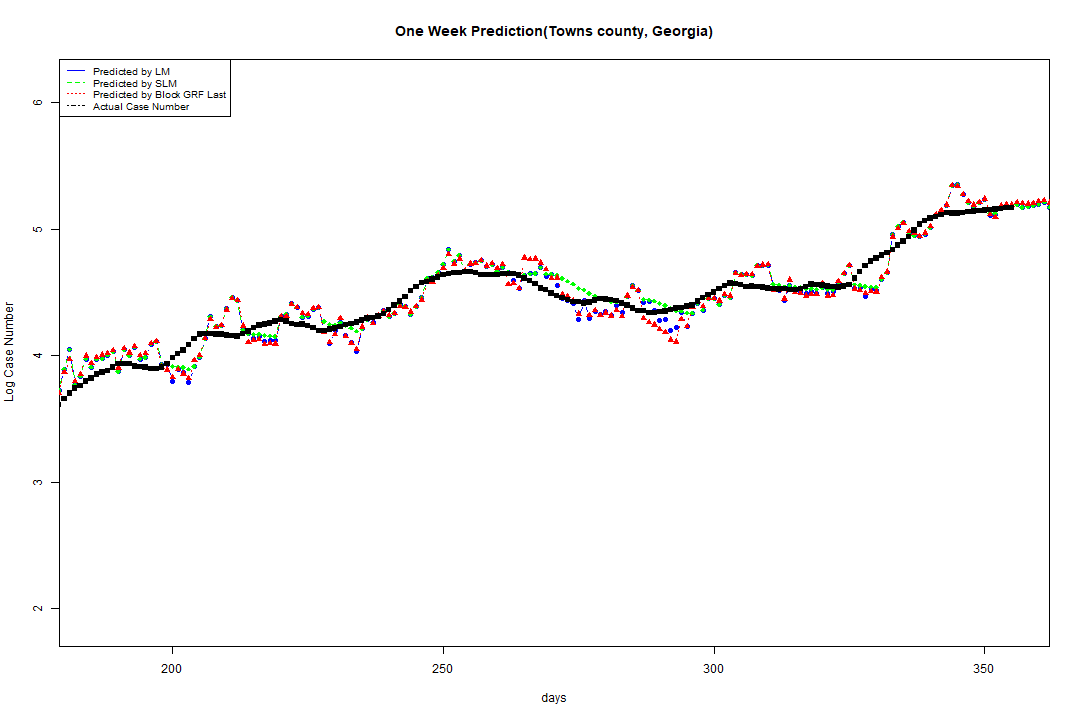 One Week Prediction(Towns county, Georgia)
Predicted by LM
Predicted by SLM
Predicted by Block GRF Last
Actual Case Number
6
5
4
3
2
Log Case Number
200 250 300 350
days